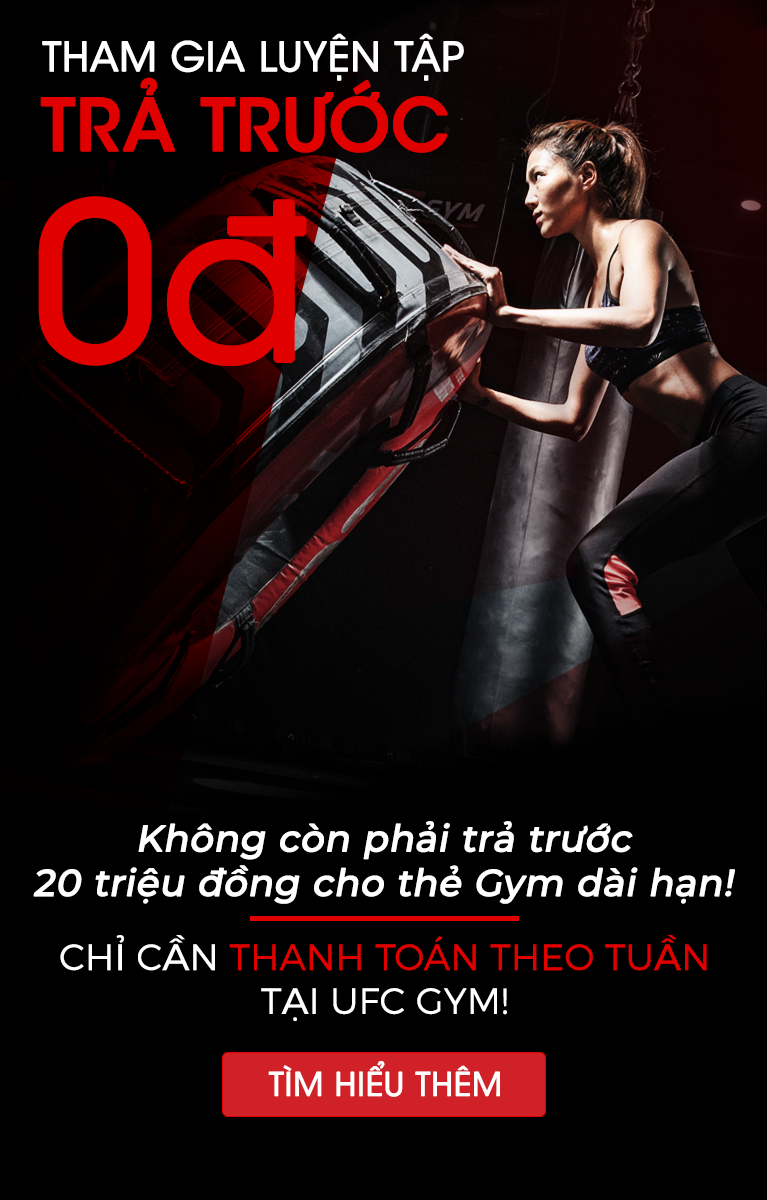 THAM GIA LUYỆN TẬP
TRẢ TRƯỚC
0đ
GYM
Không còn phải trả trước
20 triệu đồng cho thẻ Gym dài hạn!
CHỈ CẦN THANH TOÁN THEO TUẦN
TẠI UFC GYM!
TÌM HIỂU THÊM